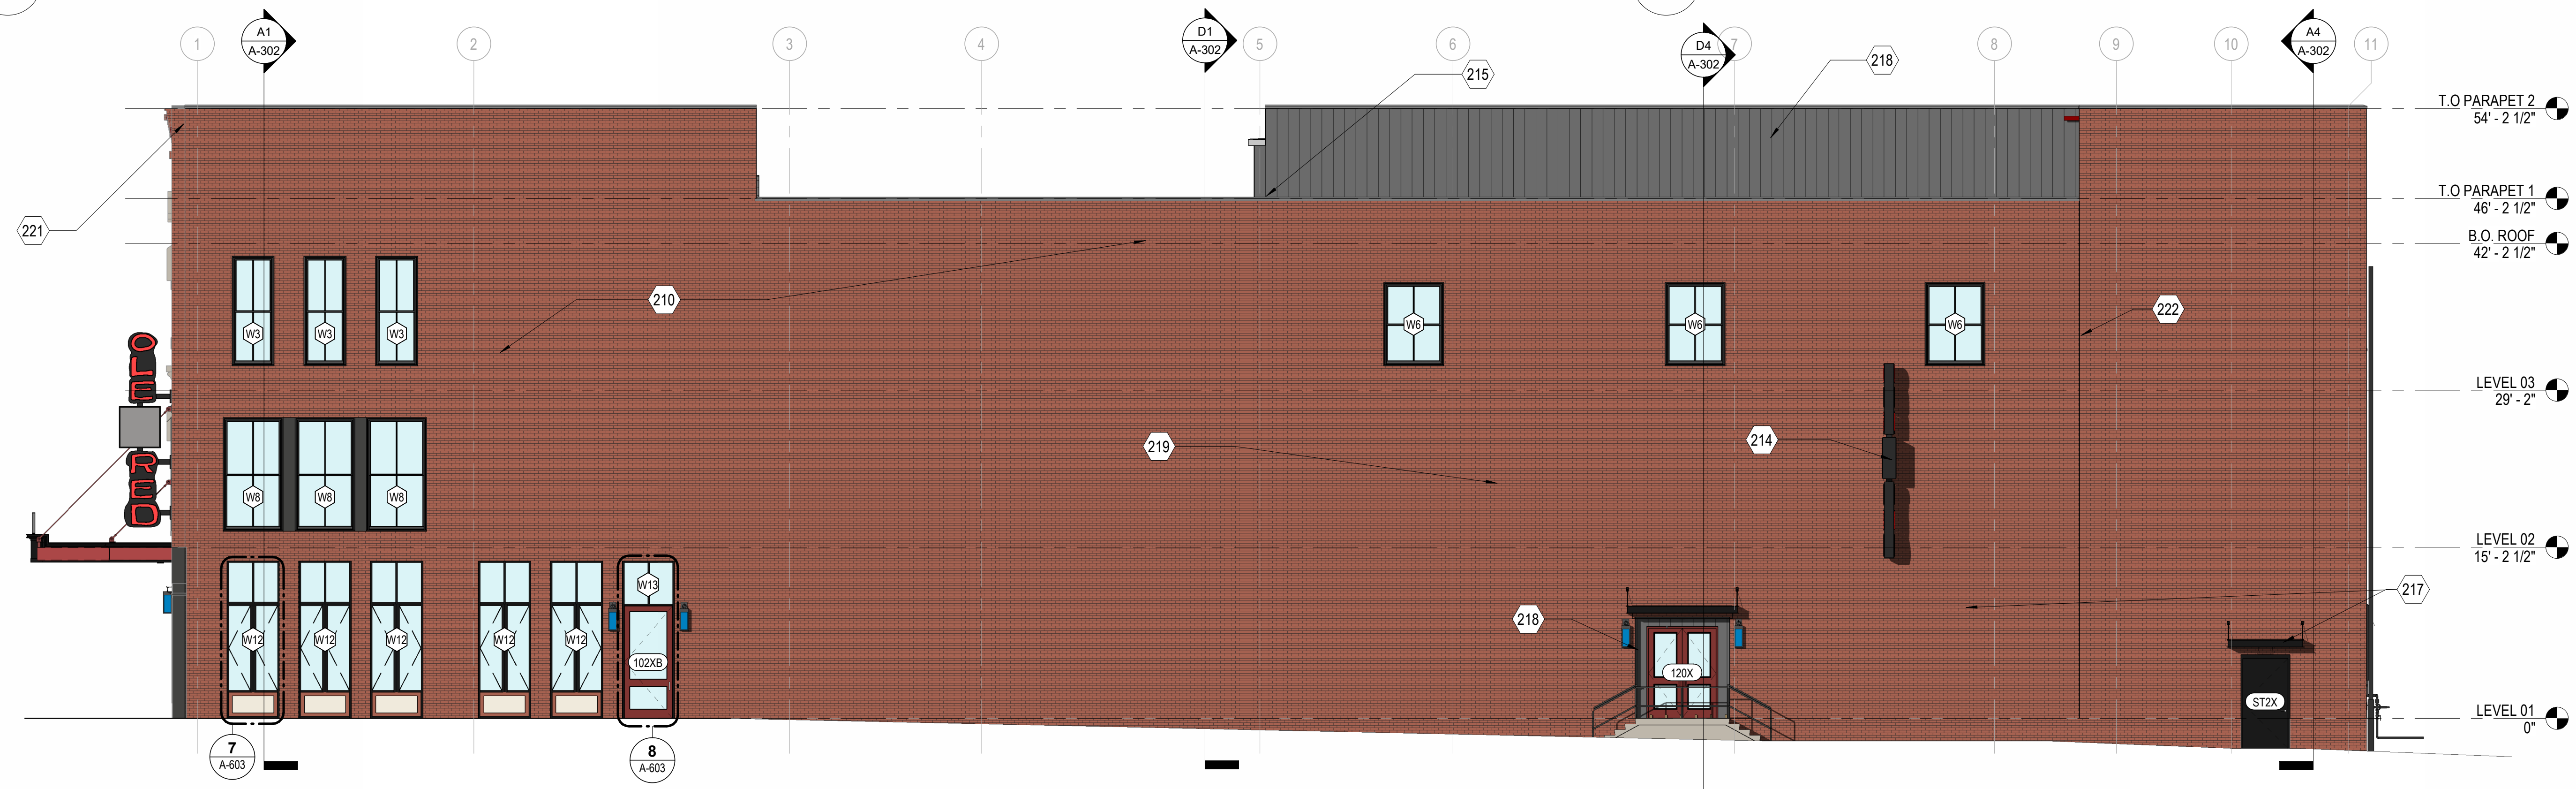 1
A1
A-302
2
3
4
D1
A-302
5
6
D4
A-302
7
8
9
10
A4
A-302
11
215
218
T.O PARAPET 2
54' - 2 1/2"
T.O PARAPET 1
46' - 2 1/2"
221
B.O. ROOF
42' - 2 1/2"
210
222
W3
W3
W3
W6
W6
W6
OLE
RED
LEVEL 03
29' - 2"
219
214
W8
W8
W8
LEVEL 02
15' - 2 1/2"
W13
217
218
W12
W12
W12
W12
W12
102XB
120X
ST2X
LEVEL 01
0"
7
A-603
8
A-603